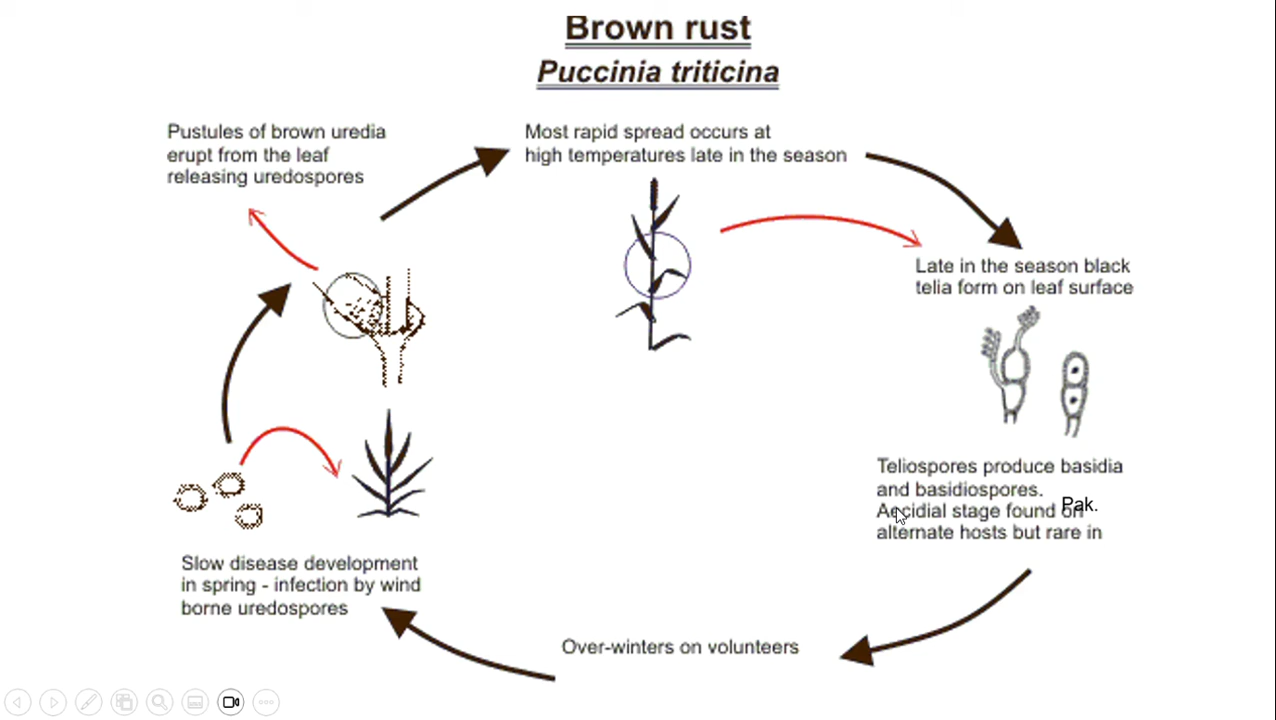 Brown rust
Puccinia triticina
Pustules of brown uredia
erupt from the leaf
releasing uredospores
Most rapid spread occurs at
high temperatures late in the season
Late in the season black
telia form on leaf surface
Teliospores produce basidia
and basidiospores.
Aecidial stage found on
alternate hosts but rare in
Pak.
Over-winters on volunteers
Slow disease development
in spring - infection by wind
borne uredospores